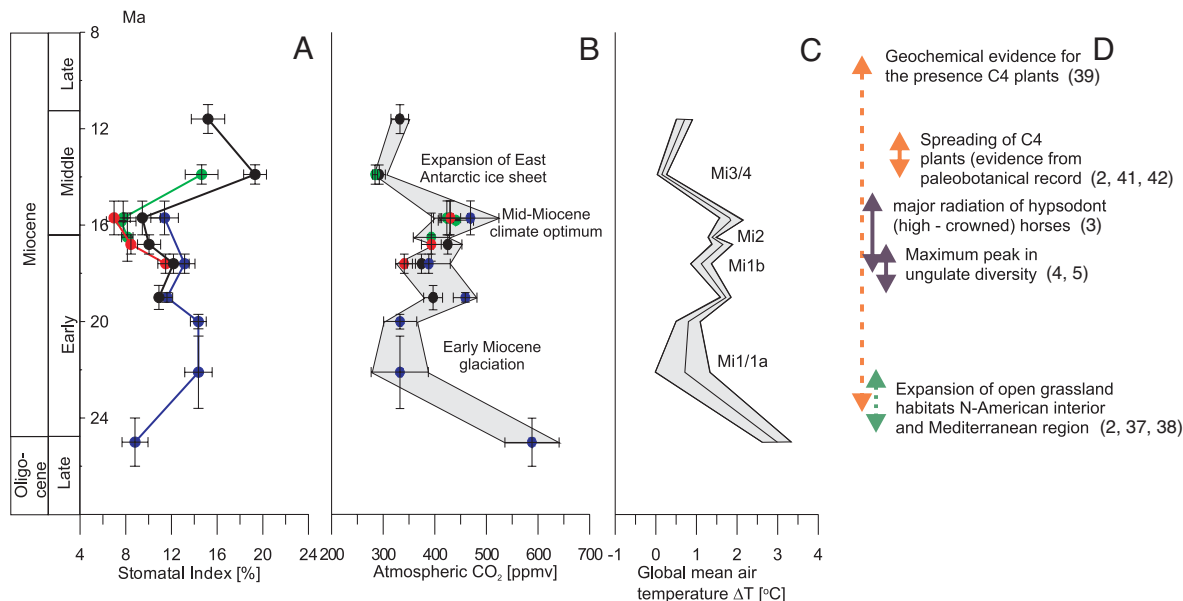 Ma
A
B
C
D
8
12
16
20
24
Late
Middle
Early
Late
Miocene
Oligo-
cene
4
8
12
16
20
24
Stomatal Index [%]
200
300
400
500
600
700
Atmospheric CO2 [ppmv]
Expansion of East
Antarctic ice sheet
Mid-Miocene
climate optimum
Early Miocene
glaciation
-1
0
1
2
3
4
Global mean air
temperature ΔT [oC]
Mi3/4
Mi2
Mi1b
Mi1/1a
Geochemical evidence for
the presence C4 plants (39)
Spreading of C4
plants (evidence from
paleobotanical record (2, 41, 42)
major radiation of hypsodont
(high - crowned) horses (3)
Maximum peak in
ungulate diversity (4, 5)
Expansion of open grassland
habitats N-American interior
and Mediterranean region (2, 37, 38)